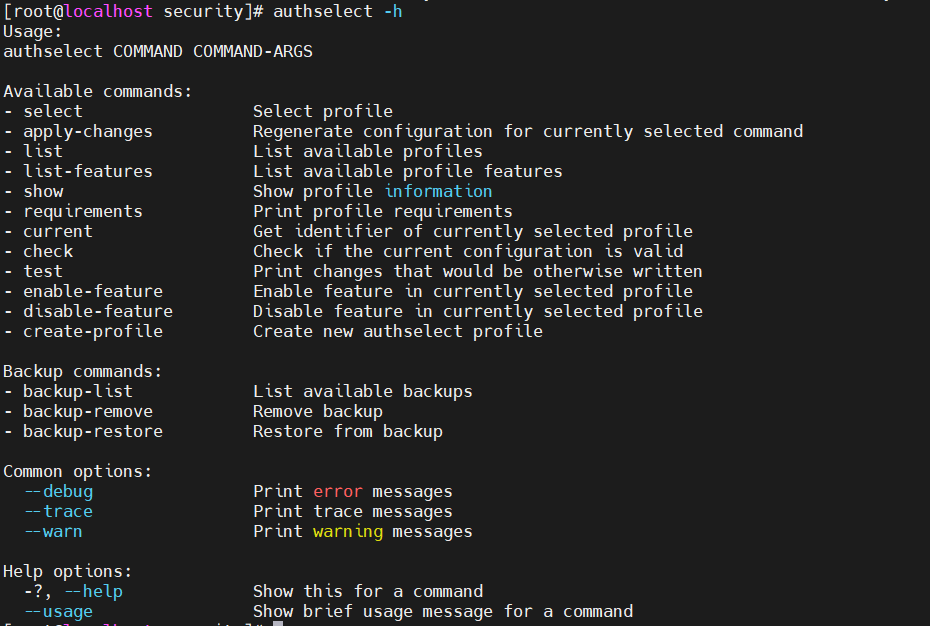 [root@localhost security]# authselect -h
Usage:
authselect COMMAND COMMAND-ARGS
Available commands:
- select Select profile
- apply-changes Regenerate configuration for currently selected command
- list List available profiles
- list-features List available profile features
- show Show profile information
- requirements Print profile requirements
- current Get identifier of currently selected profile
- check Check if the current configuration is valid
- test Print changes that would be otherwise written
- enable-feature Enable feature in currently selected profile
- disable-feature Disable feature in currently selected profile
- create-profile Create new authselect profile
Backup commands:
- backup-list List available backups
- backup-remove Remove backup
- backup-restore Restore from backup
Common options:
--debug Print error messages
--trace Print trace messages
--warn Print warning messages
Help options:
-?, --help Show this for a command
--usage Show brief usage message for a command